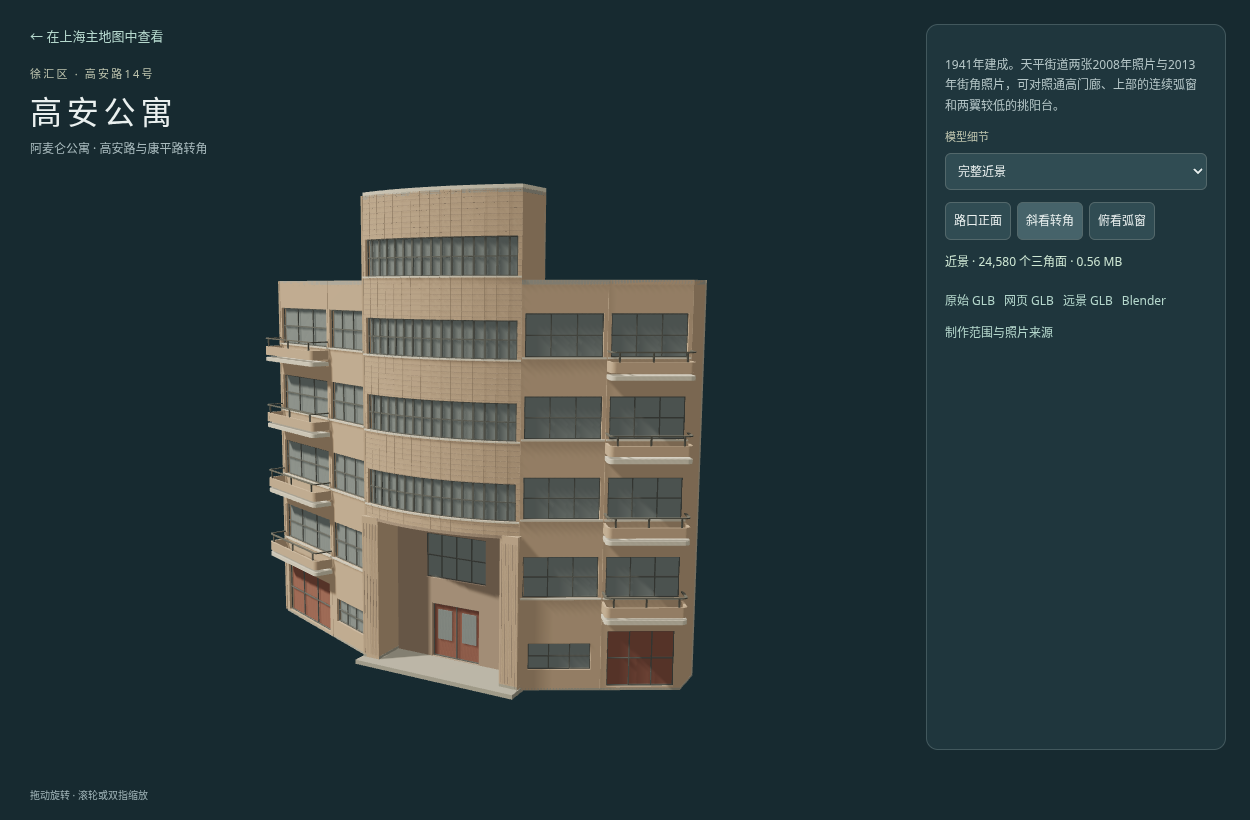 ← 在上海主地图中查看
徐汇区 · 高安路14号
高安公寓
阿麦仑公寓 · 高安路与康平路转角
1941年建成。天平街道两张2008年照片与2013
年街角照片，可对照通高门廊、上部的连续弧窗
和两翼较低的挑阳台。
模型细节
完整近景
路口正面 斜看转角 俯看弧窗
近景 · 24,580 个三角面 · 0.56 MB
原始 GLB 网页 GLB 远景 GLB Blender
制作范围与照片来源
拖动旋转 · 滚轮或双指缩放